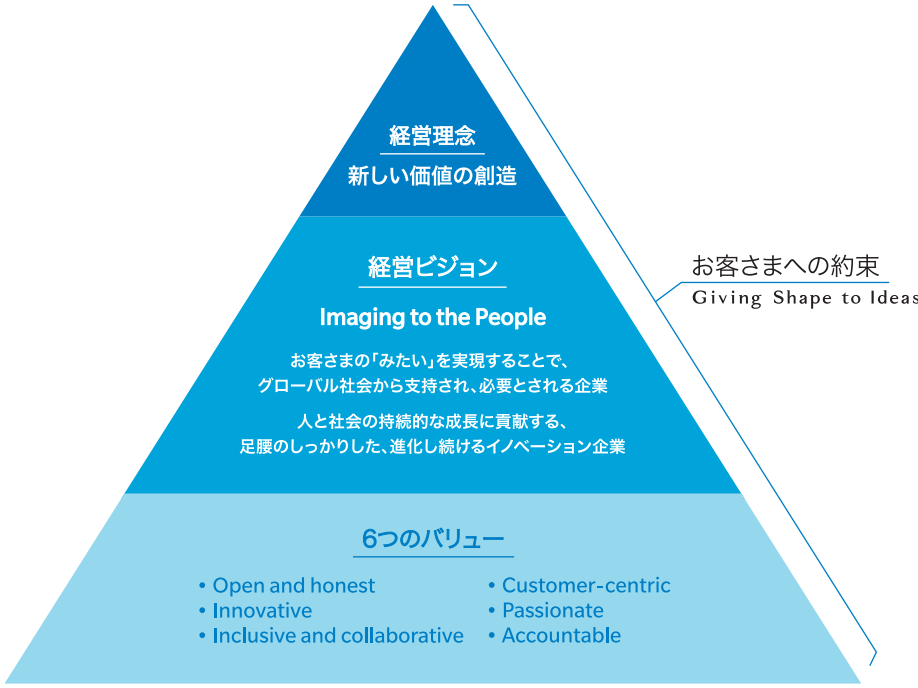 経営理念
新しい価値の創造
経営ビジョン
Imaging to the People
お客さまの「みたい」を実現することで、
グローバル社会から支持され、必要とされる企業
人と社会の持続的な成長に貢献する、
足腰のしっかりした、進化し続けるイノベーション企業
お客さまへの約束
Giving Shape to Ideas
6つのバリュー
• Open and honest
• Innovative
• Inclusive and collaborative
• Customer-centric
• Passionate
• Accountable